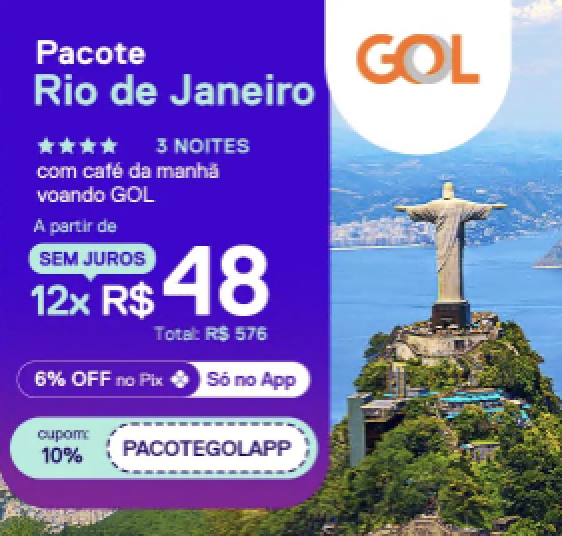 GOL
Pacote
Rio de Janeiro
★★★★ 3 NOITES
com café da manhã
voando GOL
A partir de
SEM JUROS
12x R$ 48
Total: R$ 576
6% OFF no Pix Só no App
cupom:
10%
PACOTEGOLAPP